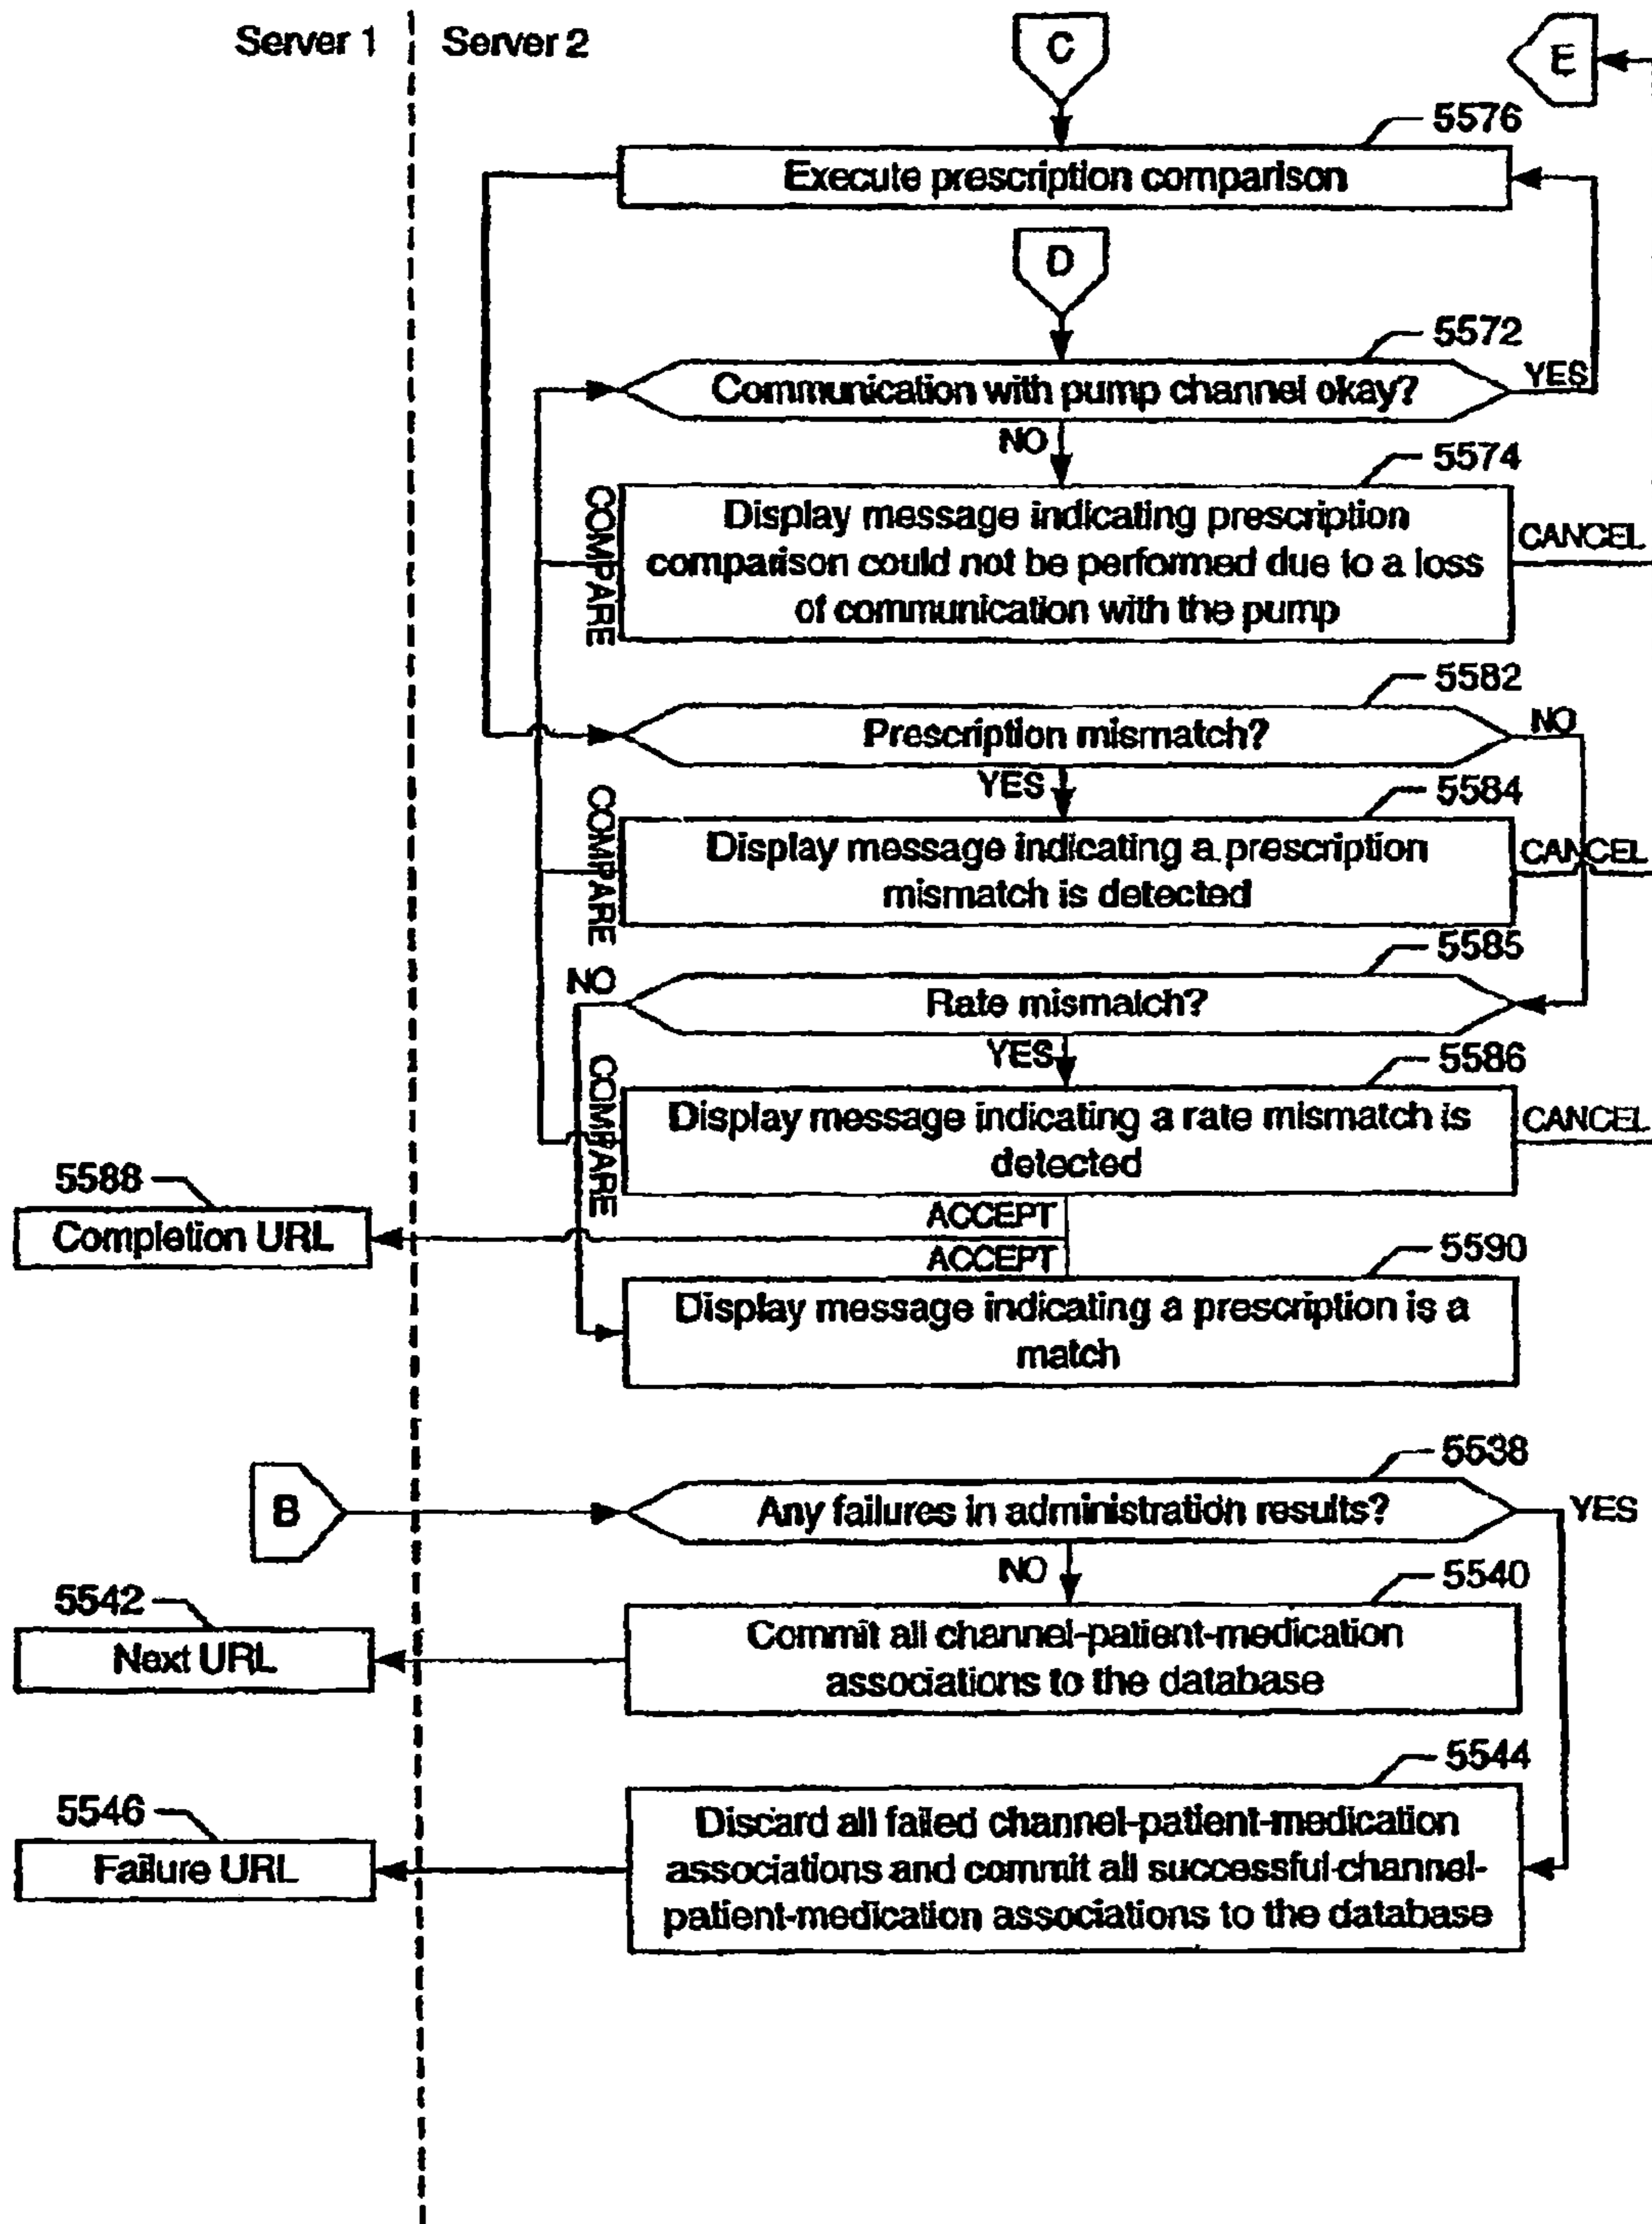 Server 1
Server 2
C
E
5576
Execute prescription comparison
D
5572
Communication with pump channel okay?
YES
NO
5574
COMPARE
Display message indicating prescription
comparison could not be performed due to a loss
of communication with the pump
CANCEL
5582
Prescription mismatch?
NO
YES
5584
COMPARE
Display message indicating a prescription
mismatch is detected
CANCEL
5585
NO
Rate mismatch?
YES
5586
COMPARE
Display message indicating a rate mismatch is
detected
CANCEL
5588
Completion URL
ACCEPT
ACCEPT
5590
Display message indicating a prescription is a
match
5538
B
Any failures in administration results?
YES
NO
5540
5542
Next URL
Commit all channel-patient-medication
associations to the database
5544
5546
Failure URL
Discard all failed channel-patient-medication
associations and commit all successful-channel-
patient-medication associations to the database